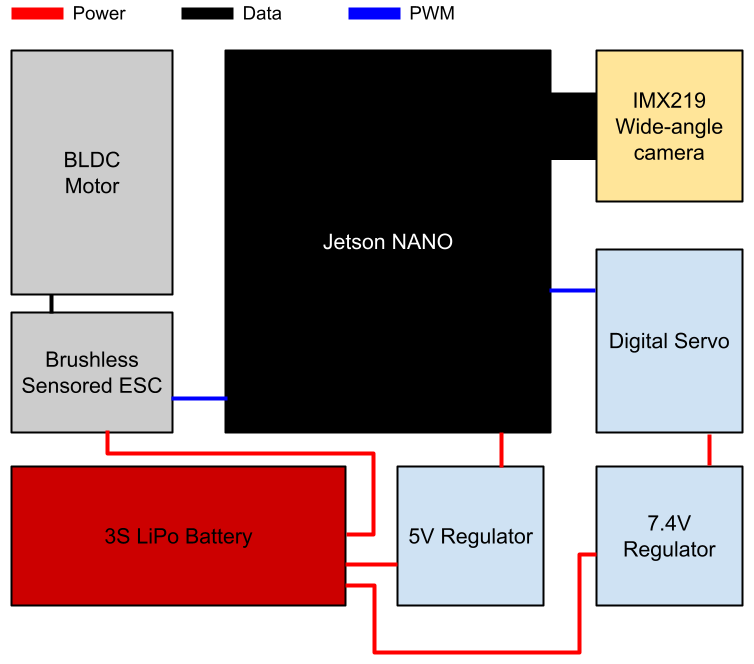 Power
Data
PWM
BLDC
Motor
Jetson NANO
IMX219
Wide-angle
camera
Brushless
Sensored ESC
Digital Servo
3S LiPo Battery
5V Regulator
7.4V
Regulator